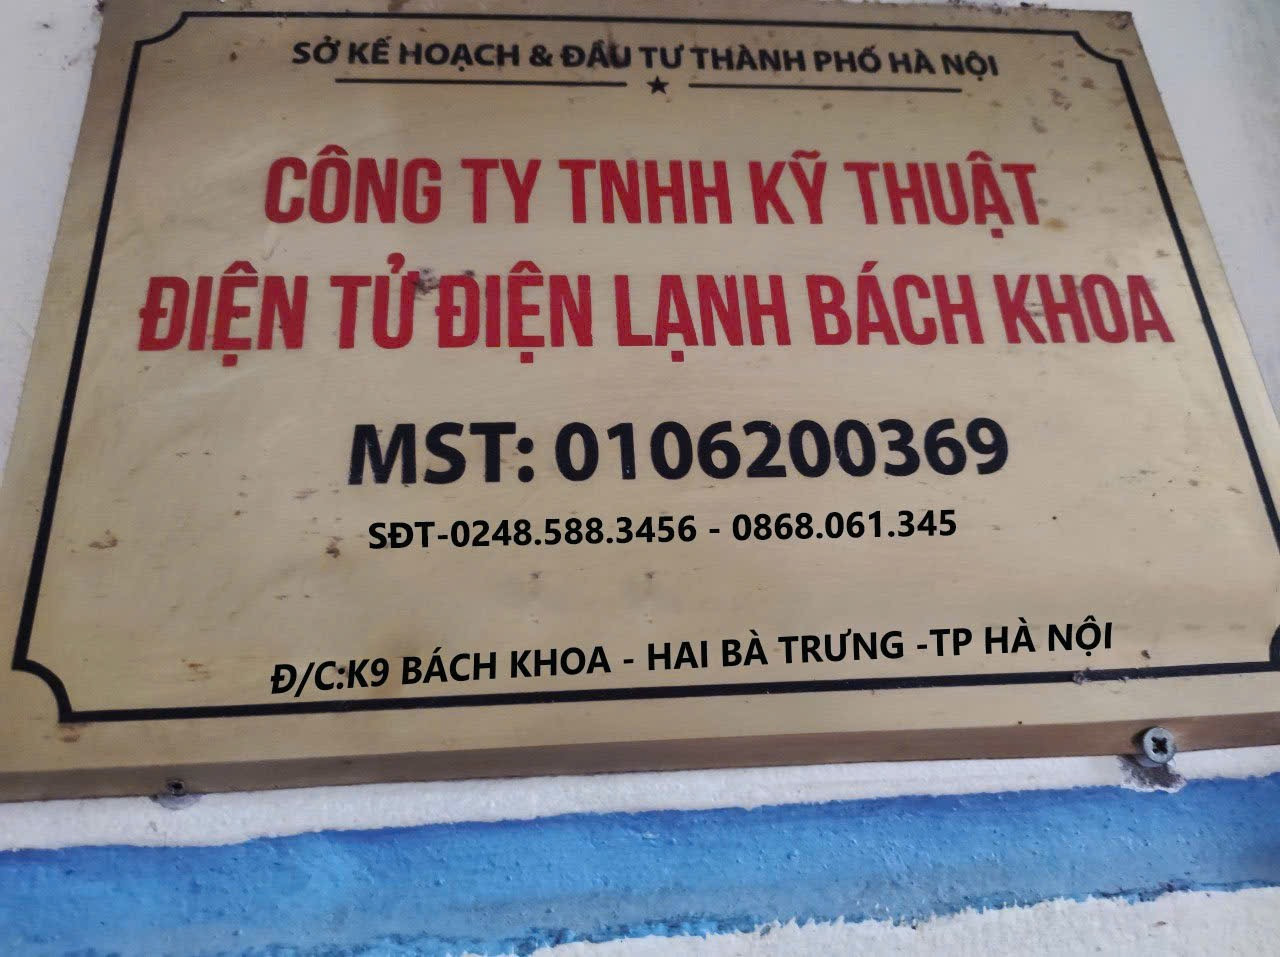 SỞ KẾ HOẠCH & ĐẦU TƯ THÀNH PHỐ HÀ NỘI
CÔNG TY TNHH KỸ THUẬT
ĐIỆN TỬ ĐIỆN LẠNH BÁCH KHOA
MST: 0106200369
SĐT-0248.588.3456 - 0868.061.345
Đ/C:K9 BÁCH KHOA - HAI BÀ TRƯNG -TP HÀ NỘI